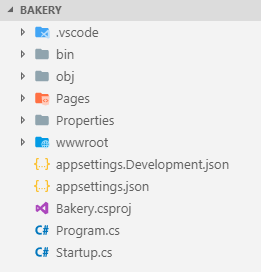 BAKERY
.vscode
bin
obj
Pages
Properties
wwwroot
{..} appsettings.Development.json
{..} appsettings.json
Bakery.csproj
C# Program.cs
C# Startup.cs